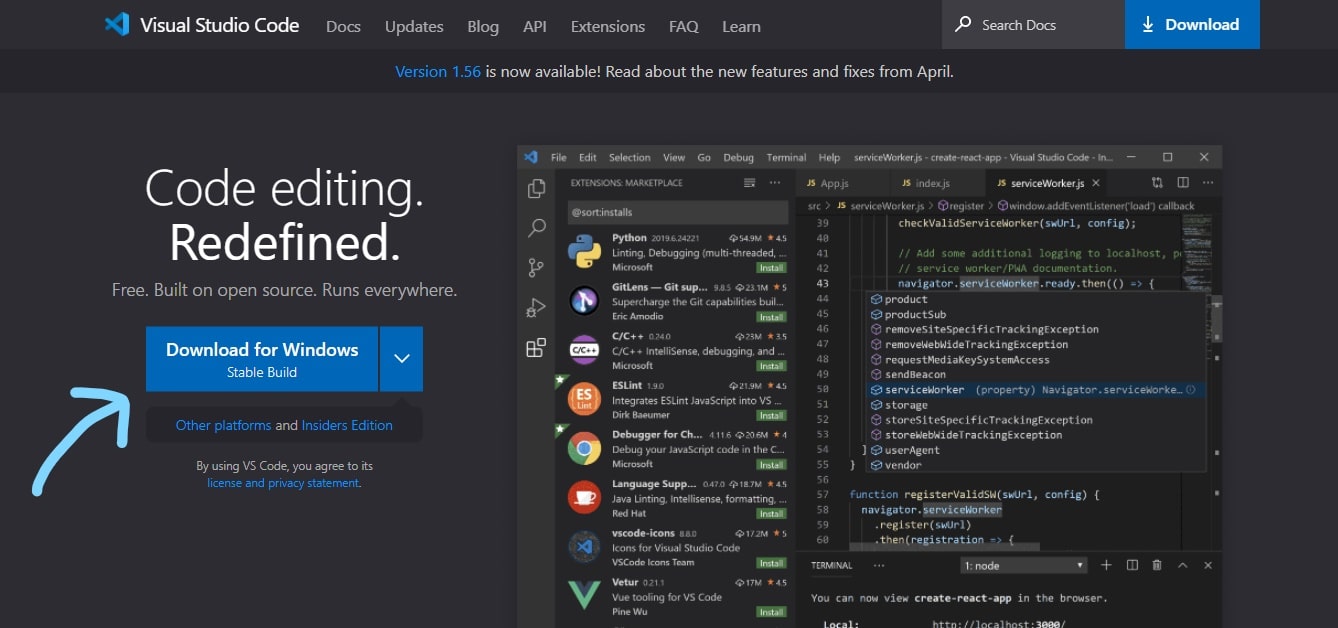 Visual Studio Code Docs Updates Blog API Extensions FAQ Learn Search Docs Download
Version 1.56 is now available! Read about the new features and fixes from April.
Code editing.
Redefined.
Free. Built on open source. Runs everywhere.
Download for Windows
Stable Build
Other platforms and Insiders Edition
By using VS Code, you agree to its
license and privacy statement.
File Edit Selection View Go Debug Terminal Help serviceWorker.js - create-react-app - Visual Studio Code - In...
EXTENSIONS: MARKETPLACE
@sort:installs
Python 2019.6.24221 54.9M 4.5
Linting, Debugging (multi-threaded, ...
Microsoft Install
GitLens — Git sup... 9.8.5 23.1M 5
Supercharge the Git capabilities buil...
Eric Amodio Install
C/C++ 0.24.0 23M 3.5
C/C++ IntelliSense, debugging, and ...
Microsoft Install
ESLint 1.9.0 21.9M 4.5
Integrates ESLint JavaScript into VS ...
Dirk Baeumer Install
Debugger for Ch... 4.11.6 20.6M 4
Debug your JavaScript code in the C...
Microsoft Install
Language Supp... 0.47.0 18.7M 4.5
Java Linting, Intellisense, formatting, ...
Red Hat Install
vscode-icons 8.8.0 17.2M 5
Icons for Visual Studio Code
VSCode Icons Team Install
Vetur 0.21.1 17M 4.5
Vue tooling for VS Code
Pine Wu Install
C/C++
ES
Lint
JS App.js JS index.js JS serviceWorker.js
src > JS serviceWorker.js > register > window.addEventListener('load') callback
39 checkValidServiceWorker(swUrl, config);
40
41 // Add some additional logging to localhost, p
42 // service worker/PWA documentation.
43 navigator.serviceWorker.ready.then(() => {
44 product
45 productSub
46 removeSiteSpecificTrackingException
47 removeWebWideTrackingException
48 requestMediaKeySystemAccess
49 sendBeacon
50 serviceWorker (property) Navigator.serviceWorke...
51 storage
52 storeSiteSpecificTrackingException
53 storeWebWideTrackingException
54 ] userAgent
55 } vendor
56
57 function registerValidSW(swUrl, config) {
58 navigator.serviceWorker
59 .register(swUrl)
60 .then(registration => {
TERMINAL ... 1: node
You can now view create-react-app in the browser.
Local: http://localhost:3000/